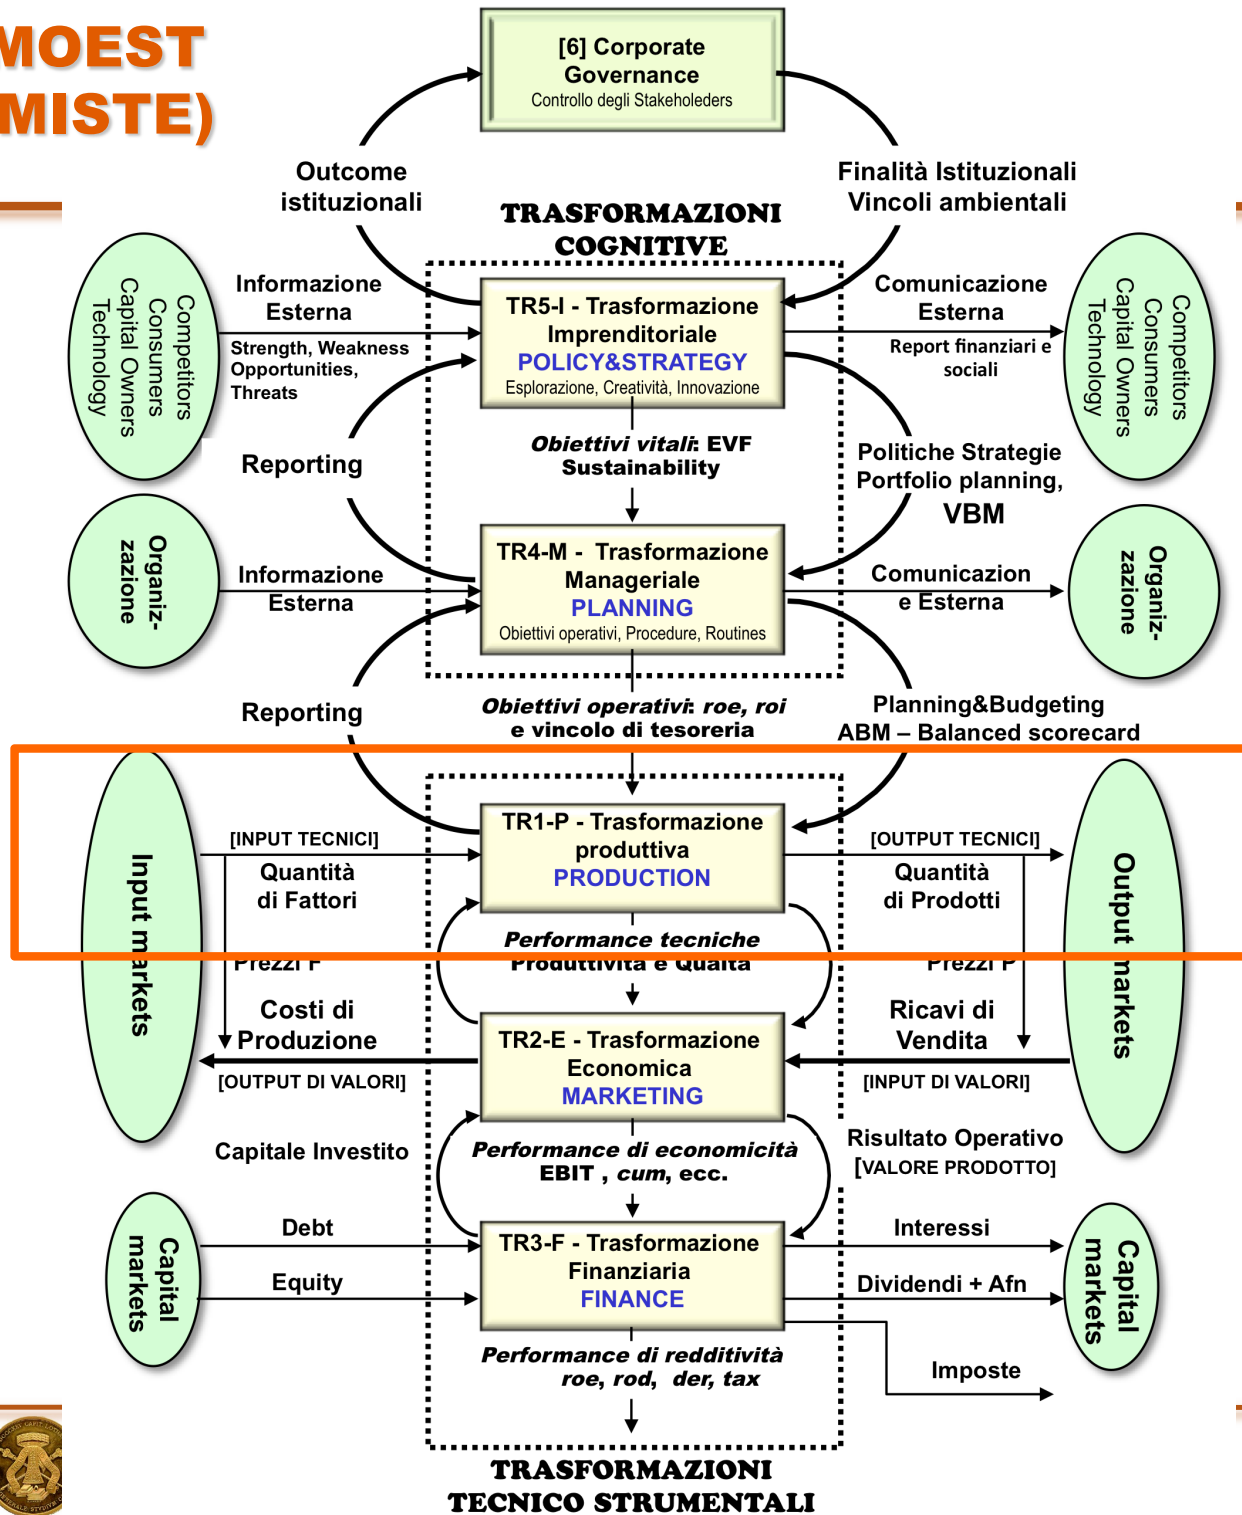 MOEST
MISTE)
[6] Corporate
Governance
Controllo degli Stakeholeders
Outcome
istituzionali
Finalità Istituzionali
Vincoli ambientali
TRASFORMAZIONI
COGNITIVE
Competitors
Consumers
Capital Owners
Technology
Informazione
Esterna
Strength, Weakness
Opportunities,
Threats
TR5-I - Trasformazione
Imprenditoriale
POLICY&STRATEGY
Esplorazione, Creatività, Innovazione
Comunicazione
Esterna
Report finanziari e
sociali
Competitors
Consumers
Capital Owners
Technology
Reporting
Obiettivi vitali: EVF
Sustainability
Politiche Strategie
Portfolio planning,
VBM
Organiz-
zazione
Informazione
Esterna
TR4-M - Trasformazione
Manageriale
PLANNING
Obiettivi operativi, Procedure, Routines
Comunicazion
e Esterna
Organiz-
zazione
Reporting
Obiettivi operativi: roe, roi
e vincolo di tesoreria
Planning&Budgeting
ABM – Balanced scorecard
Input markets
[INPUT TECNICI]
Quantità
di Fattori
TR1-P - Trasformazione
produttiva
PRODUCTION
[OUTPUT TECNICI]
Quantità
di Prodotti
Output markets
Performance tecniche
Produttività e Qualtà
Prezzi F
Prezzi P
Costi di
Produzione
[OUTPUT DI VALORI]
TR2-E - Trasformazione
Economica
MARKETING
Ricavi di
Vendita
[INPUT DI VALORI]
Capitale Investito
Performance di economicità
EBIT , cum, ecc.
Risultato Operativo
[VALORE PRODOTTO]
Capital
markets
Debt
Equity
TR3-F - Trasformazione
Finanziaria
FINANCE
Interessi
Dividendi + Afn
Capital
markets
Performance di redditività
roe, rod, der, tax
Imposte
TRASFORMAZIONI
TECNICO STRUMENTALI